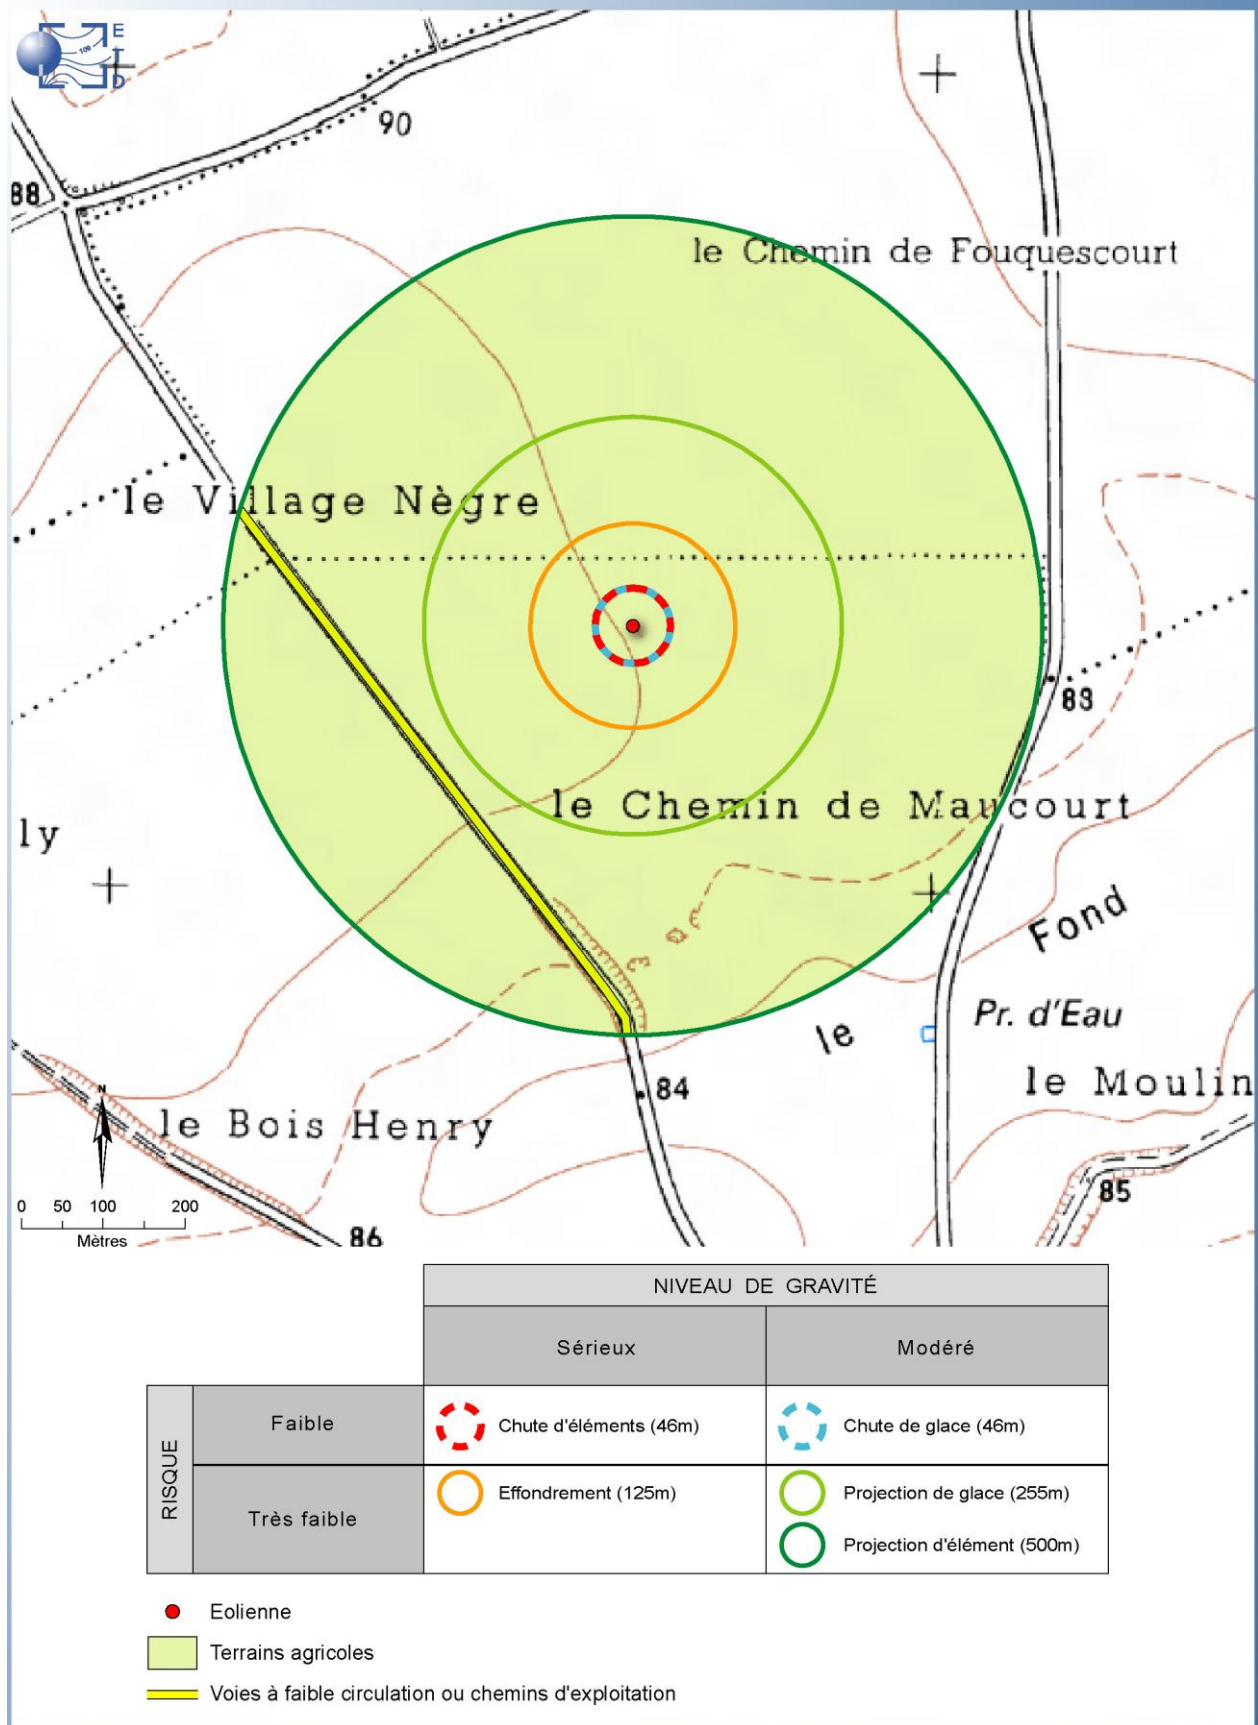 E
T
D
100
90
88
le Chemin de Fouquescourt
le Village Nègre
83
le Chemin de Maucourt
ly
Fond
le
Pr. d'Eau
le Moulin
84
le Bois Henry
N
85
86
0 50 100 200
Mètres
NIVEAU DE GRAVITÉ
Sérieux Modéré
RISQUE
Faible Chute d'éléments (46m) Chute de glace (46m)
Très faible Effondrement (125m) Projection de glace (255m)
Projection d'élément (500m)
Eolienne
Terrains agricoles
Voies à faible circulation ou chemins d'exploitation